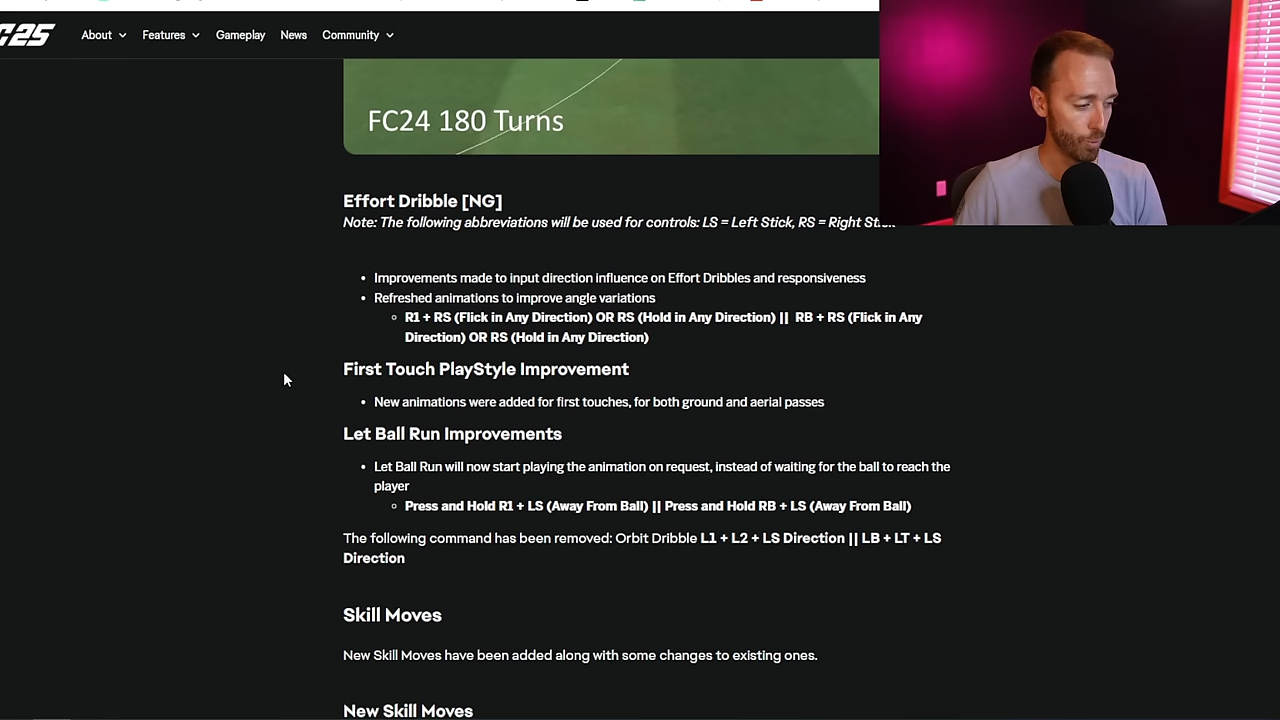 C25
About
Features
Gameplay
News
Community
FC24 180 Turns
Effort Dribble [NG]
Note: The following abbreviations will be used for controls: LS = Left Stick, RS = Right Stick
• Improvements made to input direction influence on Effort Dribbles and responsiveness
• Refreshed animations to improve angle variations
R1 + RS (Flick in Any Direction) OR RS (Hold in Any Direction) || RB + RS (Flick in Any
Direction) OR RS (Hold in Any Direction)
First Touch PlayStyle Improvement
• New animations were added for first touches, for both ground and aerial passes
Let Ball Run Improvements
• Let Ball Run will now start playing the animation on request, instead of waiting for the ball to reach the
player
Press and Hold R1 + LS (Away From Ball) || Press and Hold RB + LS (Away From Ball)
The following command has been removed: Orbit Dribble L1 + L2 + LS Direction || LB + LT + LS
Direction
Skill Moves
New Skill Moves have been added along with some changes to existing ones.
New Skill Moves